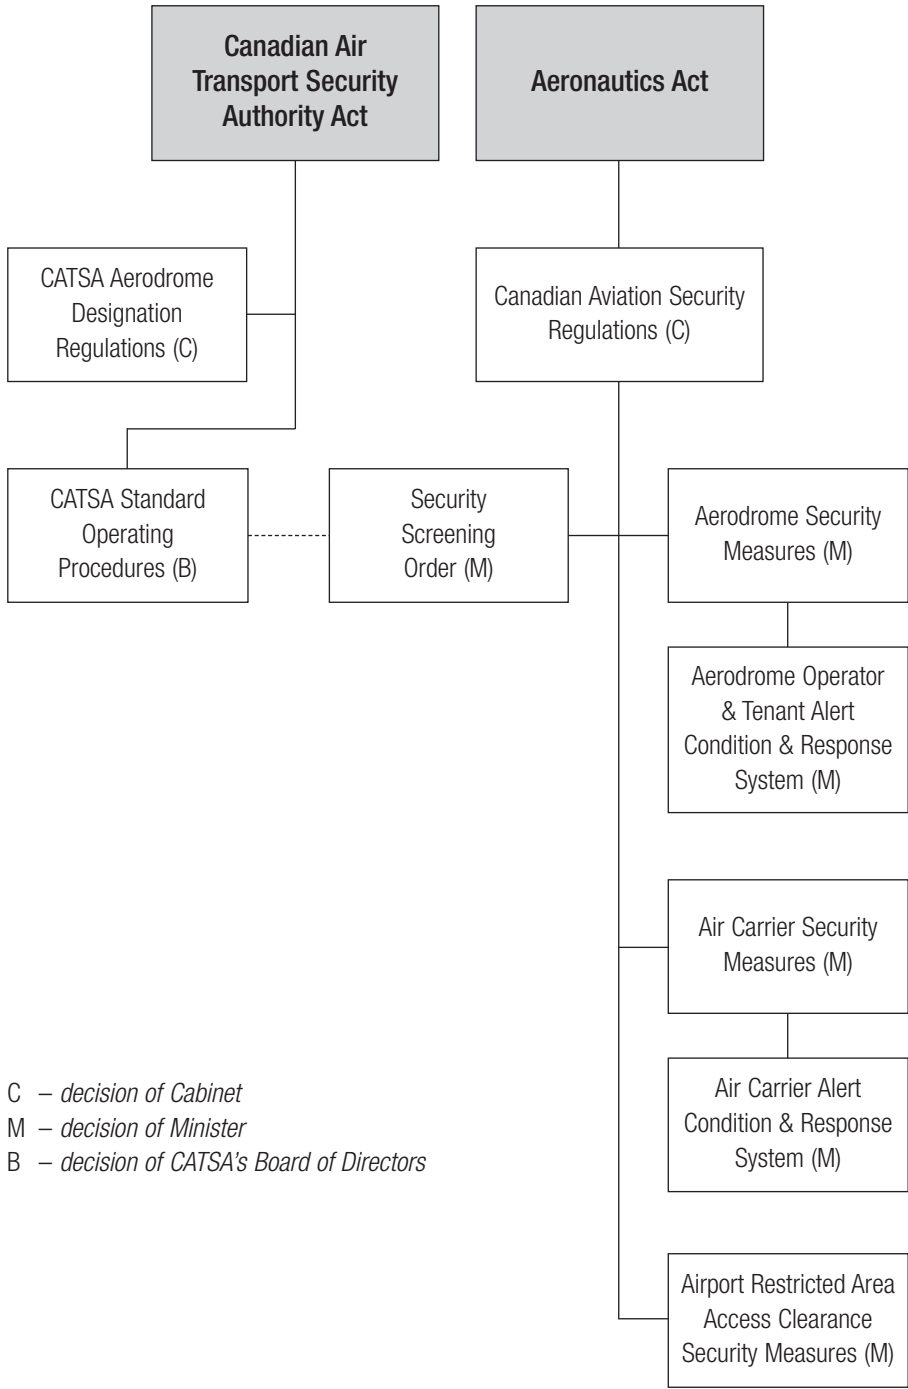 Canadian Air
Transport Security
Authority Act
Aeronautics Act
CATSA Aerodrome
Designation
Regulations (C)
Canadian Aviation Security
Regulations (C)
CATSA Standard
Operating
Procedures (B)
Security
Screening
Order (M)
Aerodrome Security
Measures (M)
Aerodrome Operator
& Tenant Alert
Condition & Response
System (M)
Air Carrier Security
Measures (M)
Air Carrier Alert
Condition & Response
System (M)
Airport Restricted Area
Access Clearance
Security Measures (M)
C – decision of Cabinet
M – decision of Minister
B – decision of CATSA's Board of Directors